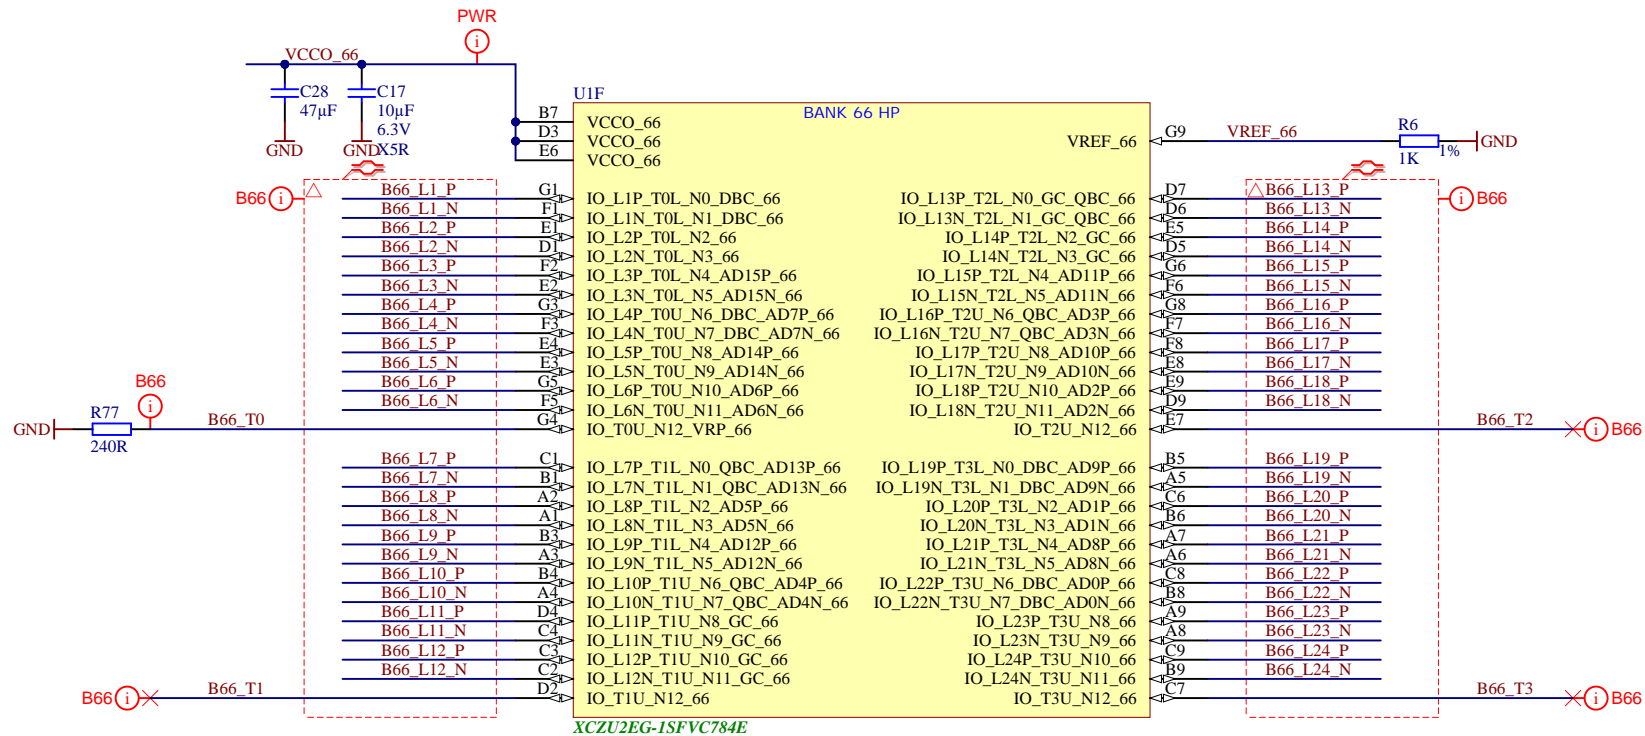 PWR
i
VCCO_66
C28
47µF
GND
C17
10µF
6.3V
X5R
GND
U1F
BANK 66 HP
B7 VCCO_66
D3 VCCO_66
E6 VCCO_66
VREF_66 G9 VREF_66
R6
1K
1%
GND
B66 i
i B66
B66_L1_P G1 IO_L1P_T0L_N0_DBC_66
B66_L1_N F1 IO_L1N_T0L_N1_DBC_66
B66_L2_P E1 IO_L2P_T0L_N2_66
B66_L2_N D1 IO_L2N_T0L_N3_66
B66_L3_P F2 IO_L3P_T0L_N4_AD15P_66
B66_L3_N E2 IO_L3N_T0L_N5_AD15N_66
B66_L4_P G3 IO_L4P_T0U_N6_DBC_AD7P_66
B66_L4_N F3 IO_L4N_T0U_N7_DBC_AD7N_66
B66_L5_P E4 IO_L5P_T0U_N8_AD14P_66
B66_L5_N E3 IO_L5N_T0U_N9_AD14N_66
B66_L6_P G5 IO_L6P_T0U_N10_AD6P_66
B66_L6_N F5 IO_L6N_T0U_N11_AD6N_66
B66
i
GND
R77
240R
B66_T0 G4 IO_T0U_N12_VRP_66
B66_L7_P C1 IO_L7P_T1L_N0_QBC_AD13P_66
B66_L7_N B1 IO_L7N_T1L_N1_QBC_AD13N_66
B66_L8_P A2 IO_L8P_T1L_N2_AD5P_66
B66_L8_N A1 IO_L8N_T1L_N3_AD5N_66
B66_L9_P B3 IO_L9P_T1L_N4_AD12P_66
B66_L9_N A3 IO_L9N_T1L_N5_AD12N_66
B66_L10_P B4 IO_L10P_T1U_N6_QBC_AD4P_66
B66_L10_N A4 IO_L10N_T1U_N7_QBC_AD4N_66
B66_L11_P D4 IO_L11P_T1U_N8_GC_66
B66_L11_N C4 IO_L11N_T1U_N9_GC_66
B66_L12_P C3 IO_L12P_T1U_N10_GC_66
B66_L12_N C2 IO_L12N_T1U_N11_GC_66
B66 i B66_T1 D2 IO_T1U_N12_66
IO_L13P_T2L_N0_GC_QBC_66 D7 B66_L13_P
IO_L13N_T2L_N1_GC_QBC_66 D6 B66_L13_N
IO_L14P_T2L_N2_GC_66 E5 B66_L14_P
IO_L14N_T2L_N3_GC_66 D5 B66_L14_N
IO_L15P_T2L_N4_AD11P_66 G6 B66_L15_P
IO_L15N_T2L_N5_AD11N_66 F6 B66_L15_N
IO_L16P_T2U_N6_QBC_AD3P_66 G8 B66_L16_P
IO_L16N_T2U_N7_QBC_AD3N_66 F7 B66_L16_N
IO_L17P_T2U_N8_AD10P_66 F8 B66_L17_P
IO_L17N_T2U_N9_AD10N_66 E8 B66_L17_N
IO_L18P_T2U_N10_AD2P_66 E9 B66_L18_P
IO_L18N_T2U_N11_AD2N_66 D9 B66_L18_N
IO_T2U_N12_66 E7 B66_T2 i B66
IO_L19P_T3L_N0_DBC_AD9P_66 B5 B66_L19_P
IO_L19N_T3L_N1_DBC_AD9N_66 A5 B66_L19_N
IO_L20P_T3L_N2_AD1P_66 C6 B66_L20_P
IO_L20N_T3L_N3_AD1N_66 B6 B66_L20_N
IO_L21P_T3L_N4_AD8P_66 A7 B66_L21_P
IO_L21N_T3L_N5_AD8N_66 A6 B66_L21_N
IO_L22P_T3U_N6_DBC_AD0P_66 C8 B66_L22_P
IO_L22N_T3U_N7_DBC_AD0N_66 B8 B66_L22_N
IO_L23P_T3U_N8_66 A9 B66_L23_P
IO_L23N_T3U_N9_66 A8 B66_L23_N
IO_L24P_T3U_N10_66 C9 B66_L24_P
IO_L24N_T3U_N11_66 B9 B66_L24_N
IO_T3U_N12_66 C7 B66_T3 i B66
XCZU2EG-1SFVC784E